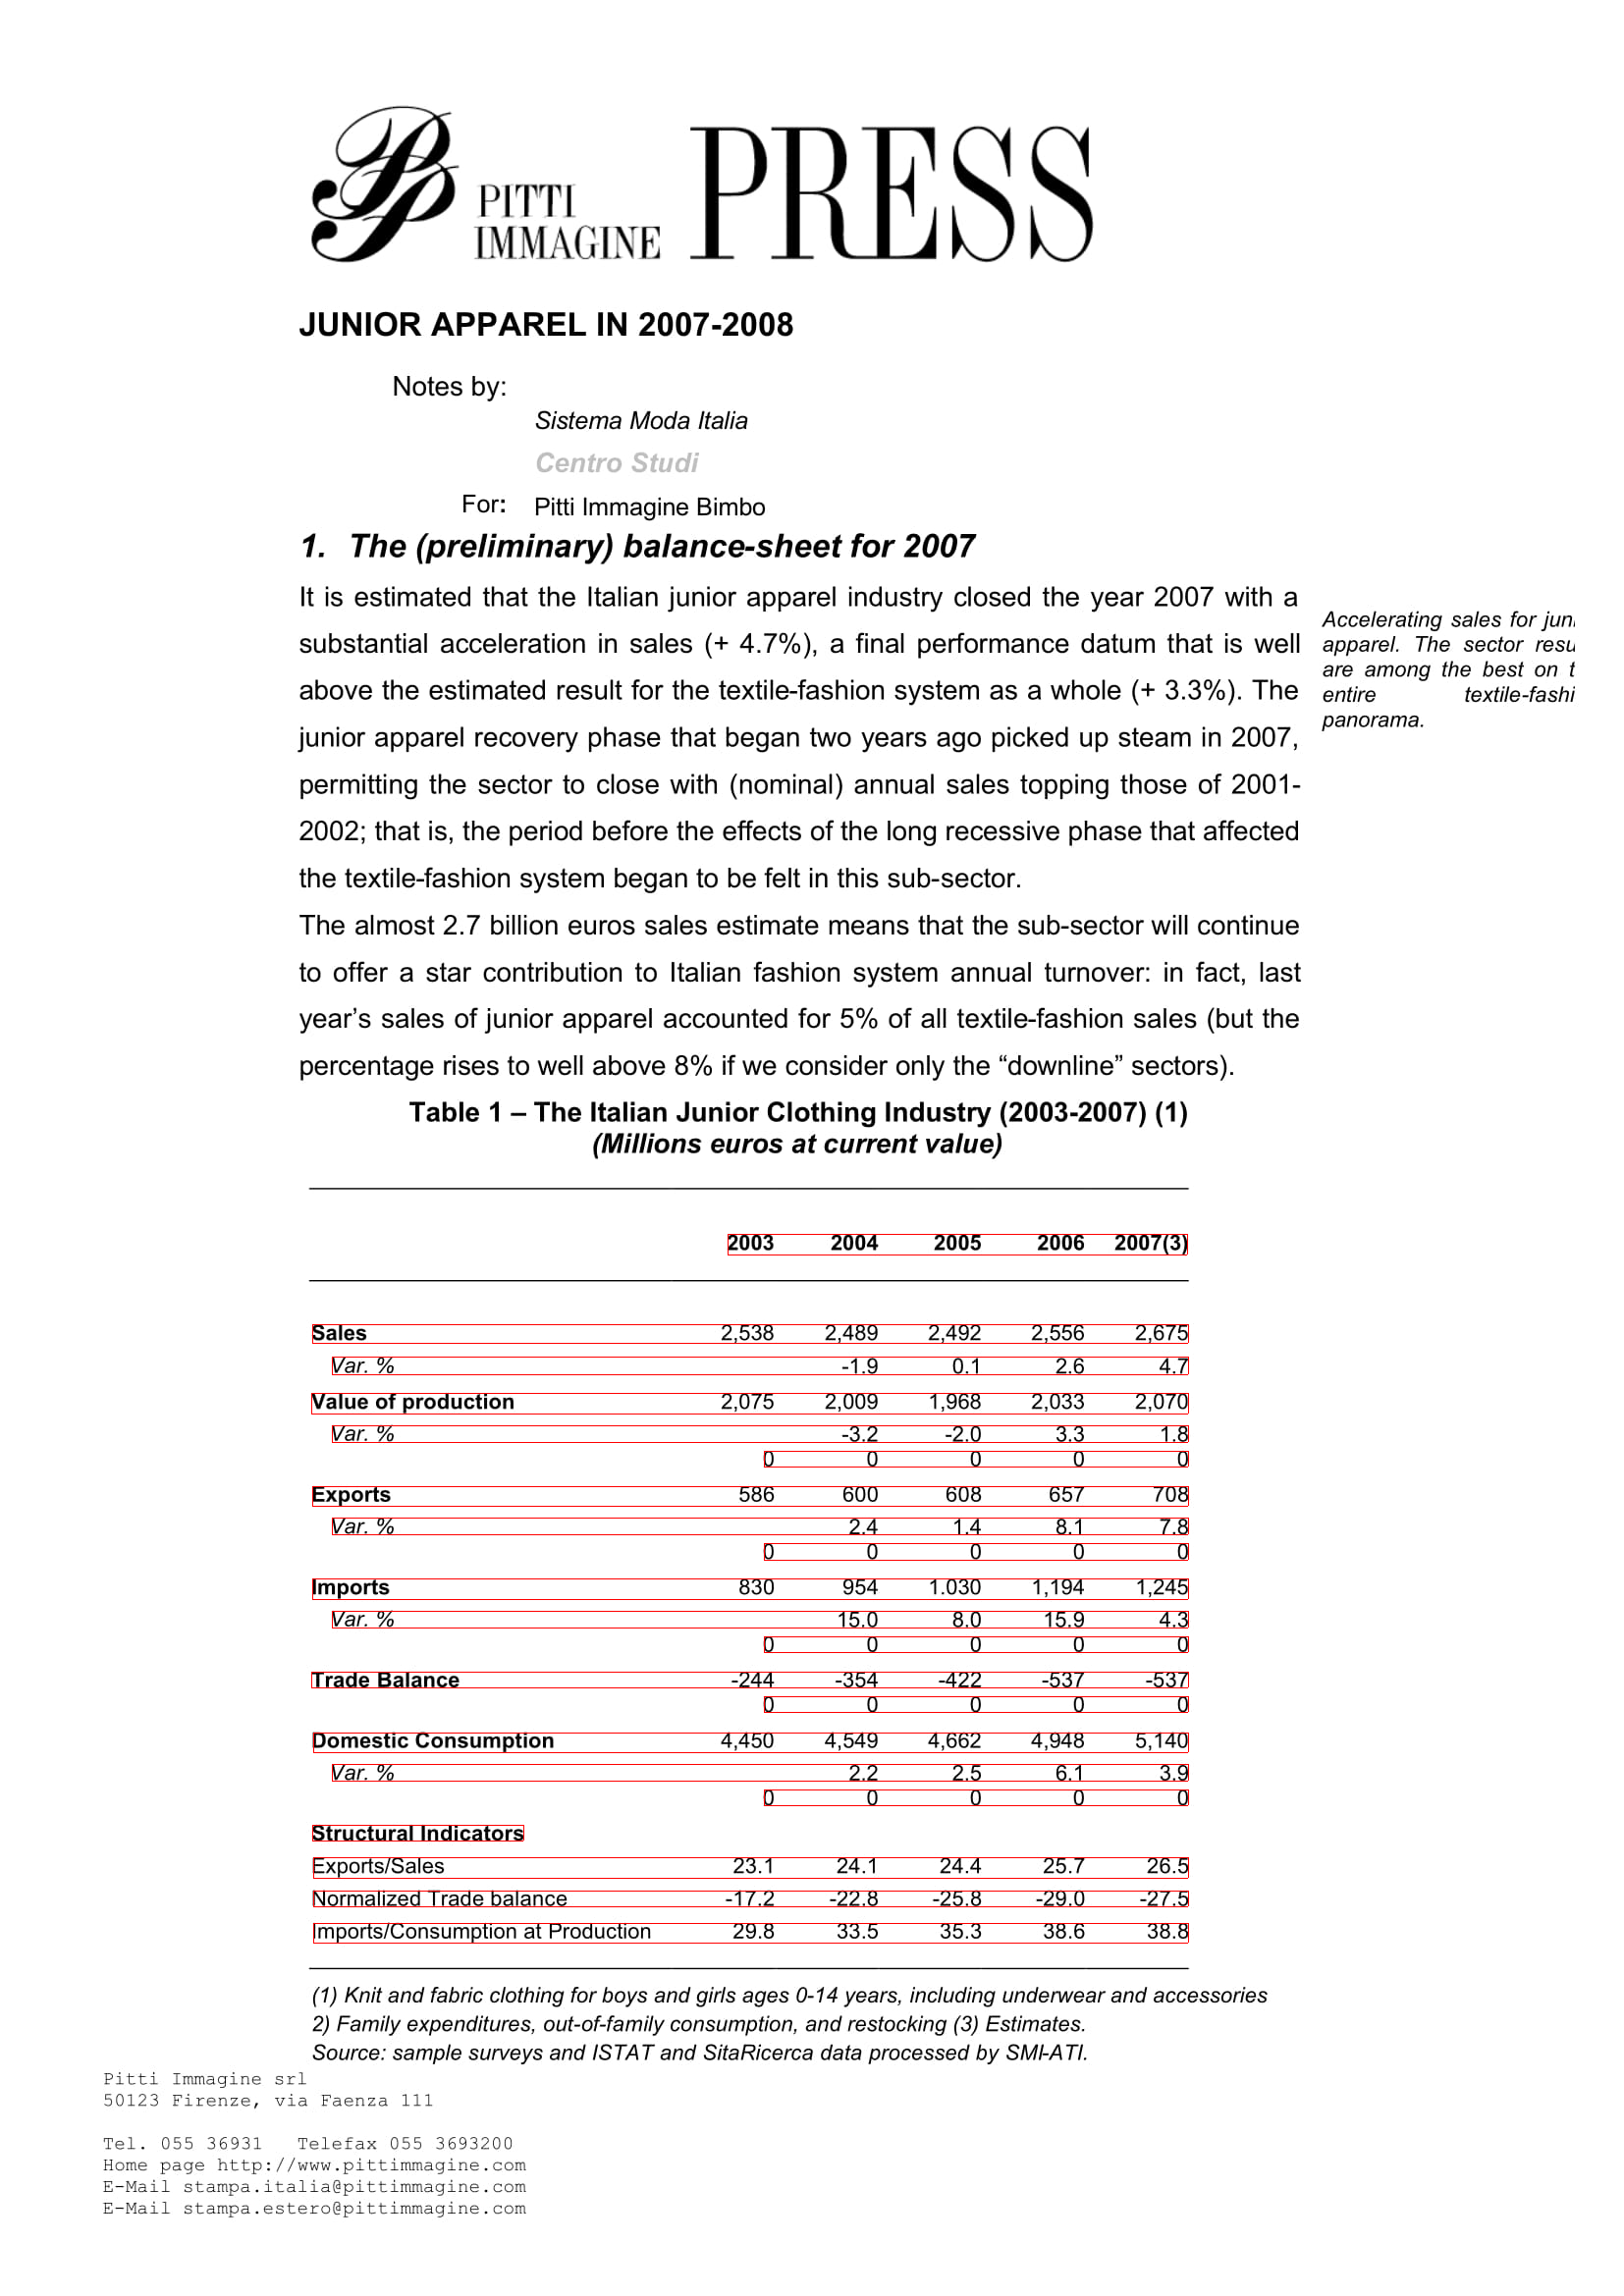 PITTI
IMMAGINE
PRESS
JUNIOR APPAREL IN 2007-2008
Notes by:
Sistema Moda Italia
Centro Studi
For: Pitti Immagine Bimbo
1. The (preliminary) balance-sheet for 2007
It is estimated that the Italian junior apparel industry closed the year 2007 with a
substantial acceleration in sales (+ 4.7%), a final performance datum that is well
above the estimated result for the textile-fashion system as a whole (+ 3.3%). The
junior apparel recovery phase that began two years ago picked up steam in 2007,
permitting the sector to close with (nominal) annual sales topping those of 2001-
2002; that is, the period before the effects of the long recessive phase that affected
the textile-fashion system began to be felt in this sub-sector.
Accelerating sales for juni
apparel. The sector resu
are among the best on t
entire textile-fashi
panorama.
The almost 2.7 billion euros sales estimate means that the sub-sector will continue
to offer a star contribution to Italian fashion system annual turnover: in fact, last
year’s sales of junior apparel accounted for 5% of all textile-fashion sales (but the
percentage rises to well above 8% if we consider only the “downline” sectors).
Table 1 – The Italian Junior Clothing Industry (2003-2007) (1)
(Millions euros at current value)
2003 2004 2005 2006 2007(3)
Sales 2,538 2,489 2,492 2,556 2,675
Var. % -1.9 0.1 2.6 4.7
Value of production 2,075 2,009 1,968 2,033 2,070
Var. % -3.2 -2.0 3.3 1.8
0 0 0 0 0
Exports 586 600 608 657 708
Var. % 2.4 1.4 8.1 7.8
0 0 0 0 0
Imports 830 954 1.030 1,194 1,245
Var. % 15.0 8.0 15.9 4.3
0 0 0 0 0
Trade Balance -244 -354 -422 -537 -537
0 0 0 0 0
Domestic Consumption 4,450 4,549 4,662 4,948 5,140
Var. % 2.2 2.5 6.1 3.9
0 0 0 0 0
Structural Indicators
Exports/Sales 23.1 24.1 24.4 25.7 26.5
Normalized Trade balance -17.2 -22.8 -25.8 -29.0 -27.5
Imports/Consumption at Production 29.8 33.5 35.3 38.6 38.8
(1) Knit and fabric clothing for boys and girls ages 0-14 years, including underwear and accessories
2) Family expenditures, out-of-family consumption, and restocking (3) Estimates.
Source: sample surveys and ISTAT and SitaRicerca data processed by SMI-ATI.
Pitti Immagine srl
50123 Firenze, via Faenza 111
Tel. 055 36931 Telefax 055 3693200
Home page http://www.pittimmagine.com
E-Mail stampa.italia@pittimmagine.com
E-Mail stampa.estero@pittimmagine.com